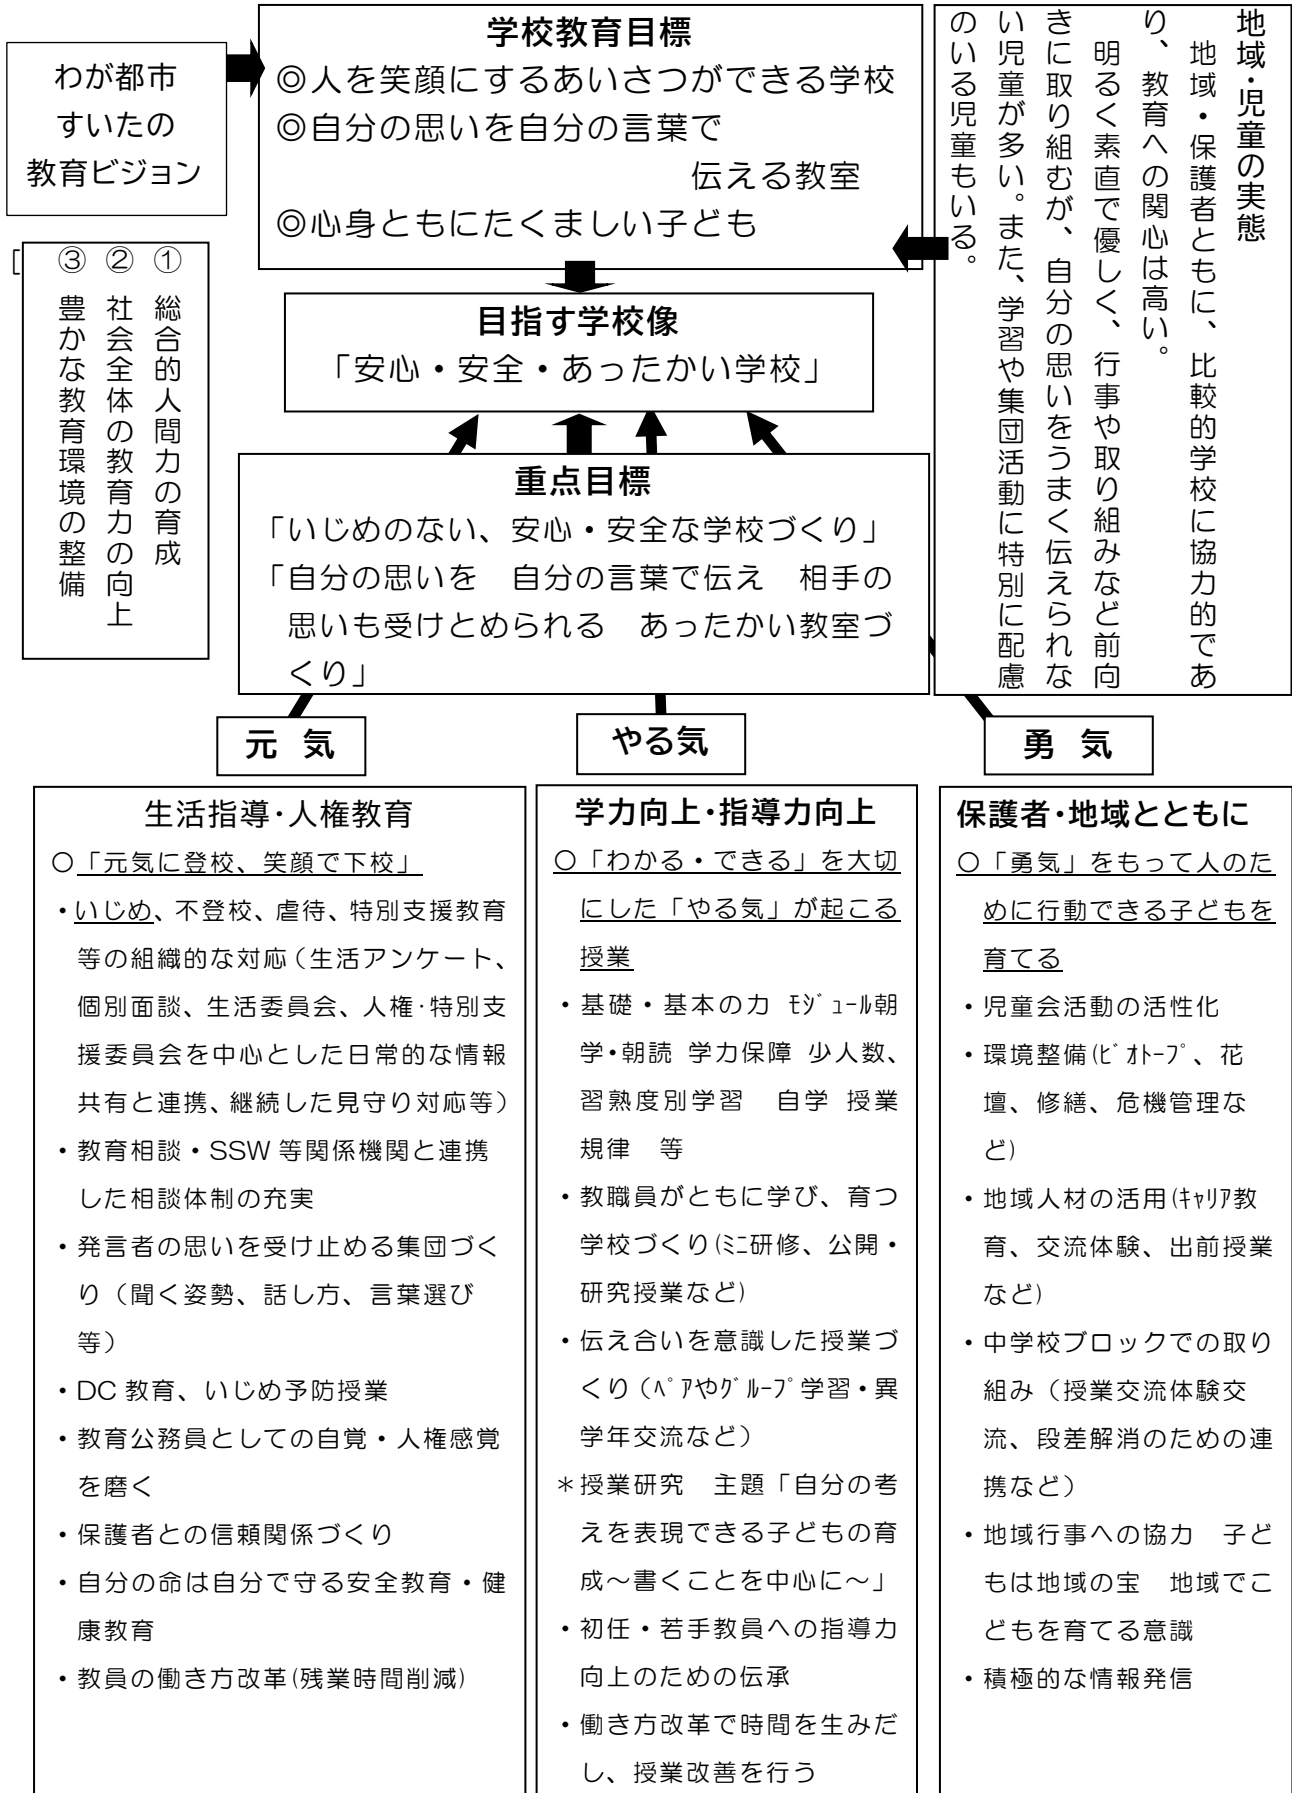 わが都市
すいたの
教育ビジョン
学校教育目標
◎人を笑顔にするあいさつができる学校
◎自分の思いを自分の言葉で
伝える教室
◎心身ともにたくましい子ども
地域・児童の実態
地域・保護者ともに、比較的学校に協力的であ
り、教育への関心は高い。
明るく素直で優しく、行事や取り組みなど前向
きに取り組むが、自分の思いをうまく伝えられな
い児童が多い。また、学習や集団活動に特別に配慮
のいる児童もいる。
[
① 総合的人間力の育成
② 社会全体の教育力の向上
③ 豊かな教育環境の整備
目指す学校像
「安心・安全・あったかい学校」
重点目標
「いじめのない、安心・安全な学校づくり」
「自分の思いを　自分の言葉で伝え　相手の
思いも受けとめられる　あったかい教室づ
くり」
元 気
生活指導・人権教育
○「元気に登校、笑顔で下校」
・いじめ、不登校、虐待、特別支援教育
等の組織的な対応（生活アンケート、
個別面談、生活委員会、人権・特別支
援委員会を中心とした日常的な情報
共有と連携、継続した見守り対応等）
・教育相談・SSW 等関係機関と連携
した相談体制の充実
・発言者の思いを受け止める集団づく
り（聞く姿勢、話し方、言葉選び
等）
・DC 教育、いじめ予防授業
・教育公務員としての自覚・人権感覚
を磨く
・保護者との信頼関係づくり
・自分の命は自分で守る安全教育・健
康教育
・教員の働き方改革(残業時間削減)
やる気
学力向上・指導力向上
○「わかる・できる」を大切
にした「やる気」が起こる
授業
・基礎・基本の力 ﾓｼﾞｭｰﾙ朝
学・朝読 学力保障 少人数、
習熟度別学習　自学 授業
規律　等
・教職員がともに学び、育つ
学校づくり(ﾐﾆ研修、公開・
研究授業など)
・伝え合いを意識した授業づ
くり（ﾍﾟｱやｸﾞﾙｰﾌﾟ学習・異
学年交流など）
＊授業研究　主題「自分の考
えを表現できる子どもの育
成～書くことを中心に～」
・初任・若手教員への指導力
向上のための伝承
・働き方改革で時間を生みだ
し、授業改善を行う
勇 気
保護者・地域とともに
○「勇気」をもって人のた
めに行動できる子どもを
育てる
・児童会活動の活性化
・環境整備(ﾋﾞｵﾄｰﾌﾟ、花
壇、修繕、危機管理な
ど)
・地域人材の活用(ｷｬﾘｱ教
育、交流体験、出前授業
など)
・中学校ブロックでの取り
組み（授業交流体験交
流、段差解消のための連
携など）
・地域行事への協力　子ど
もは地域の宝　地域でこ
どもを育てる意識
・積極的な情報発信